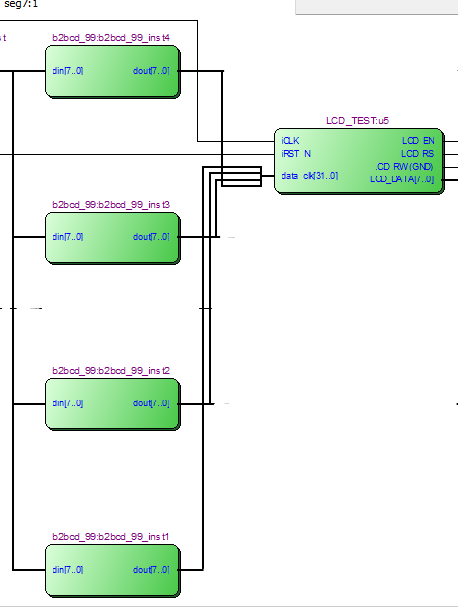 seg7:1
b2bcd_99:b2bcd_99_inst4
din[7..0]
dout[7..0]
LCD_TEST:u5
iCLK
LCD_EN
iRST_N
LCD_RS
LCD_RW(GND)
data_clk[31..0]
LCD_DATA[7..0]
b2bcd_99:b2bcd_99_inst3
din[7..0]
dout[7..0]
b2bcd_99:b2bcd_99_inst2
din[7..0]
dout[7..0]
b2bcd_99:b2bcd_99_inst1
din[7..0]
dout[7..0]